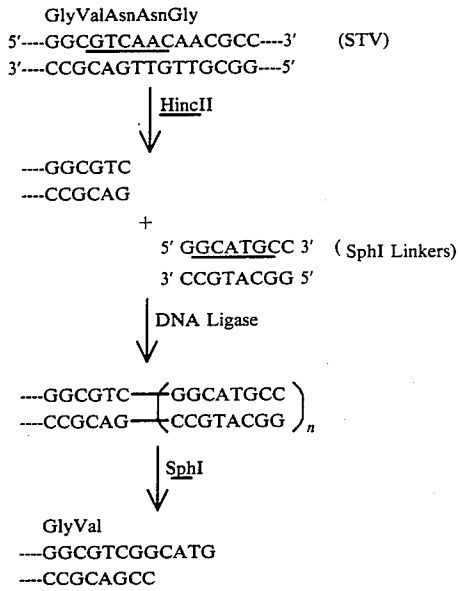 GlyValAsnAsnGly
5'----GGCGTCAACAACGCC----3' (STV)
3'----CCGCAGTTGTTGCGG----5'
HincII
----GGCGTC
----CCGCAG
+
5' GGCATGCC 3' ( SphI Linkers)
3' CCGTACGG 5'
DNA Ligase
----GGCGTC—(GGCATGCC
----CCGCAG—(CCGTACGG)n
SphI
GlyVal
----GGCGTCGGCATG
----CCGCAGCC